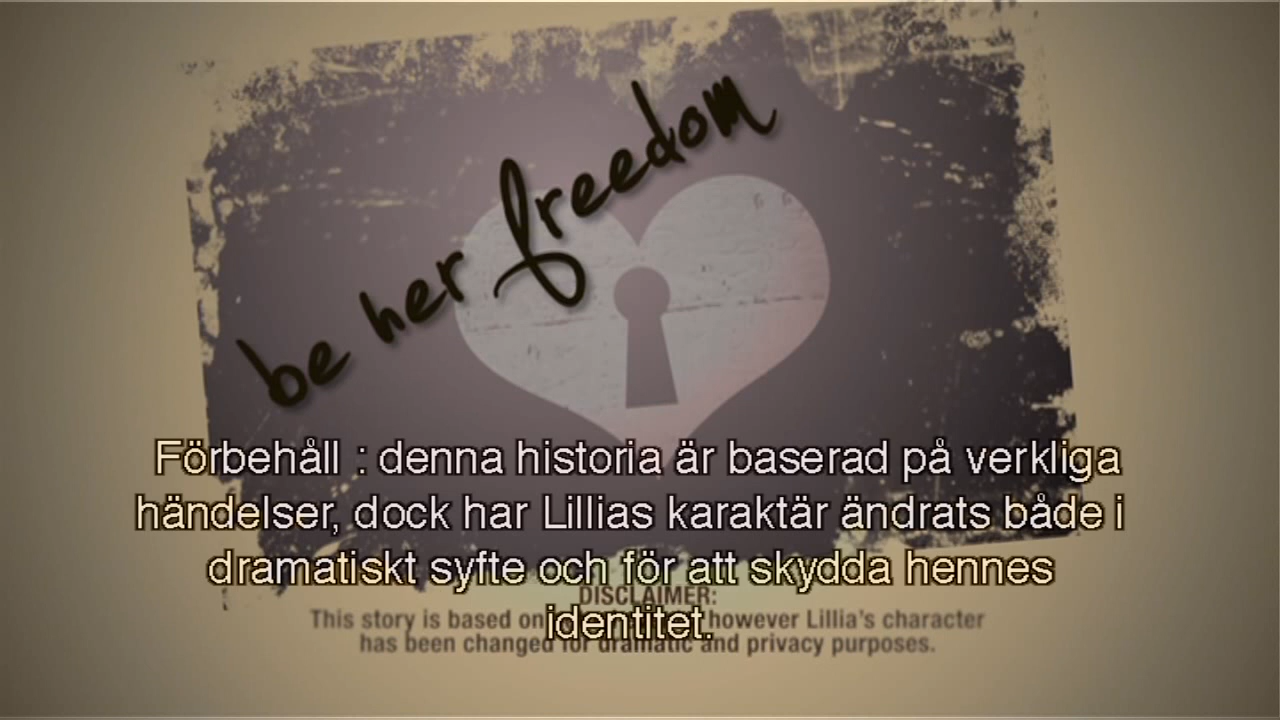 be her freedom
Förbehåll : denna historia är baserad på verkliga
händelser, dock har Lillias karaktär ändrats både i
dramatiskt syfte och för att skydda hennes
identitet.
DISCLAIMER:
This story is based on however Lillia's character
has been changed for dramatic and privacy purposes.